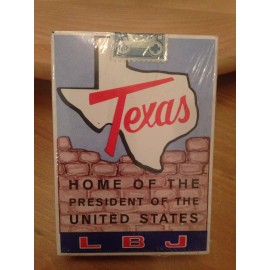 Texas
HOME OF THE
PRESIDENT OF THE
UNITED STATES
LBJ